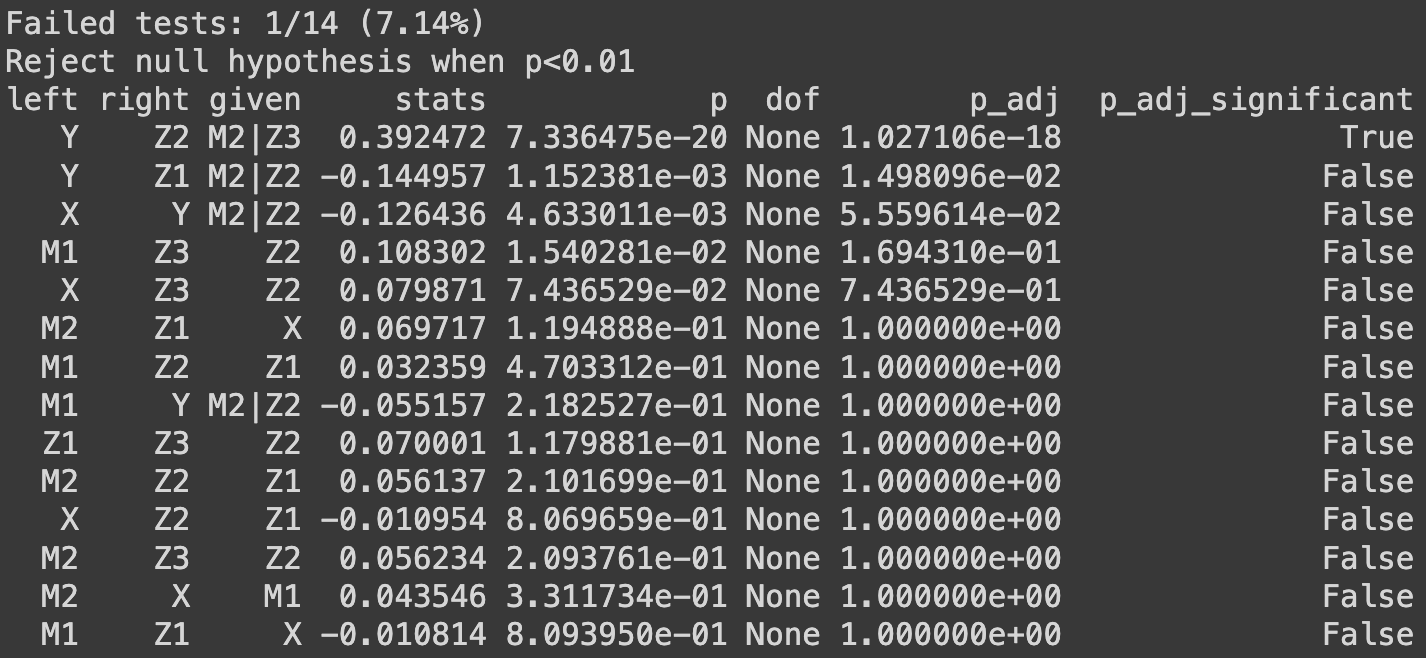 Failed tests: 1/14 (7.14%)
Reject null hypothesis when p<0.01
left right given stats p dof p_adj p_adj_significant
Y Z2 M2|Z3 0.392472 7.336475e-20 None 1.027106e-18 True
Y Z1 M2|Z2 -0.144957 1.152381e-03 None 1.498096e-02 False
X Y M2|Z2 -0.126436 4.633011e-03 None 5.559614e-02 False
M1 Z3 Z2 0.108302 1.540281e-02 None 1.694310e-01 False
X Z3 Z2 0.079871 7.436529e-02 None 7.436529e-01 False
M2 Z1 X 0.069717 1.194888e-01 None 1.000000e+00 False
M1 Z2 Z1 0.032359 4.703312e-01 None 1.000000e+00 False
M1 Y M2|Z2 -0.055157 2.182527e-01 None 1.000000e+00 False
Z1 Z3 Z2 0.070001 1.179881e-01 None 1.000000e+00 False
M2 Z2 Z1 0.056137 2.101699e-01 None 1.000000e+00 False
X Z2 Z1 -0.010954 8.069659e-01 None 1.000000e+00 False
M2 Z3 Z2 0.056234 2.093761e-01 None 1.000000e+00 False
M2 X M1 0.043546 3.311734e-01 None 1.000000e+00 False
M1 Z1 X -0.010814 8.093950e-01 None 1.000000e+00 False